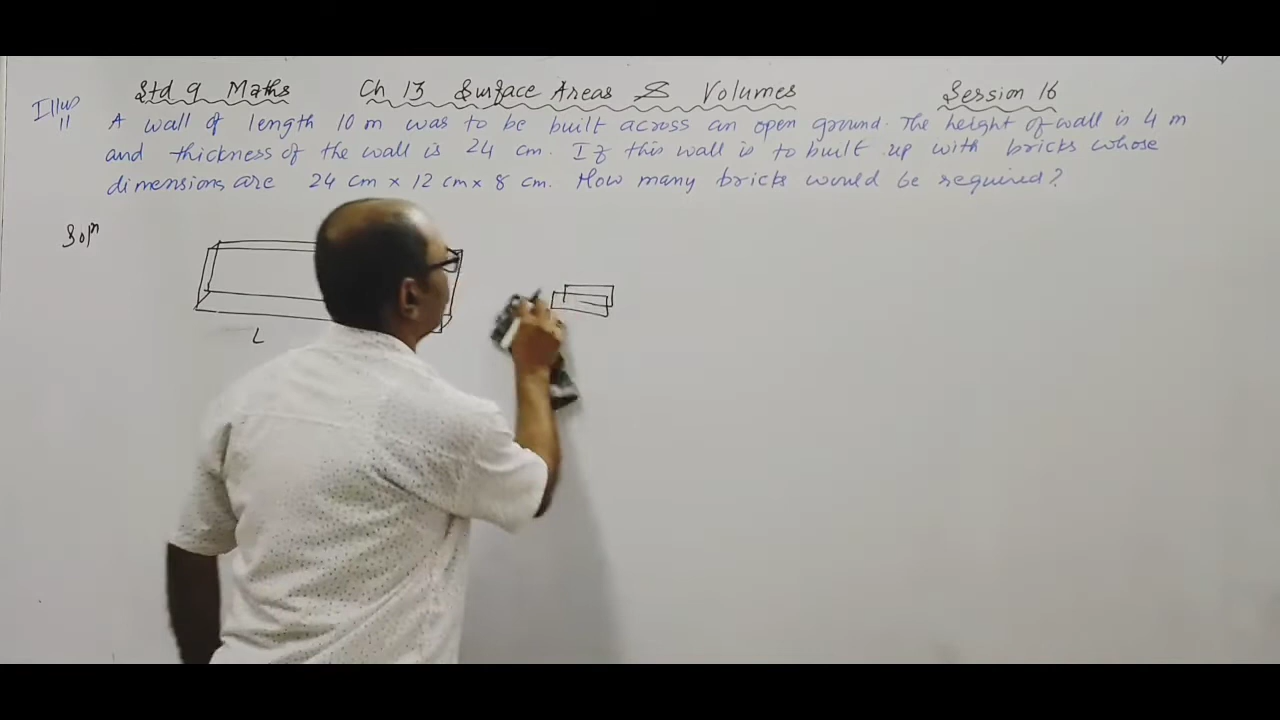 Std 9 Maths Ch 13 Surface Areas & Volumes Session 16
Illus 11 A wall of length 10 m was to be built across an open ground. The height of wall is 4 m
and thickness of the wall is 24 cm. If this wall is to built up with bricks whose
dimensions are 24 cm x 12 cm x 8 cm. How many bricks would be required?
Solⁿ
L